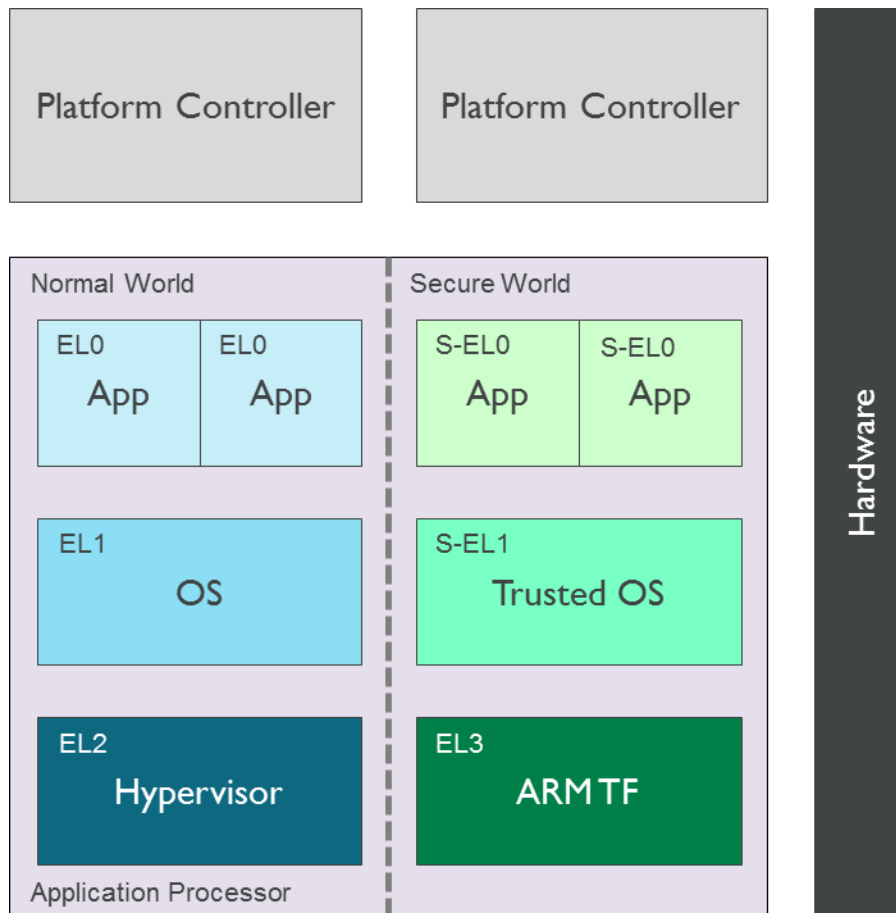 Platform Controller
Platform Controller
Normal World
Secure World
EL0
EL0
S-EL0
S-EL0
App
App
App
App
EL1
S-EL1
OS
Trusted OS
EL2
EL3
Hypervisor
ARM TF
Application Processor
Hardware